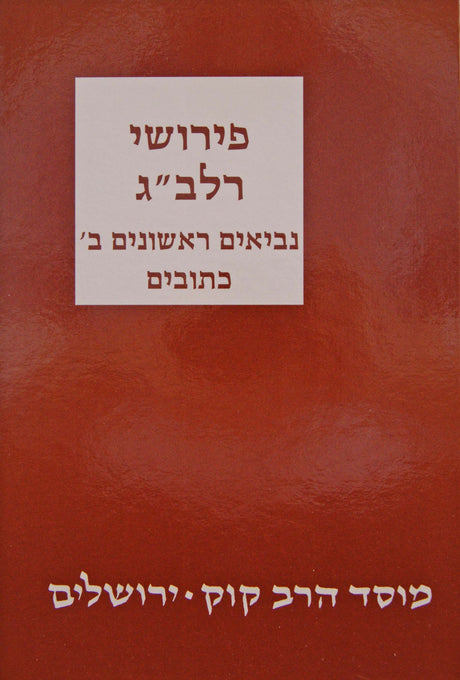 פירושי
רלב״ג
נביאים ראשונים ב׳
כתובים
מוסד הרב קוק • ירושלים